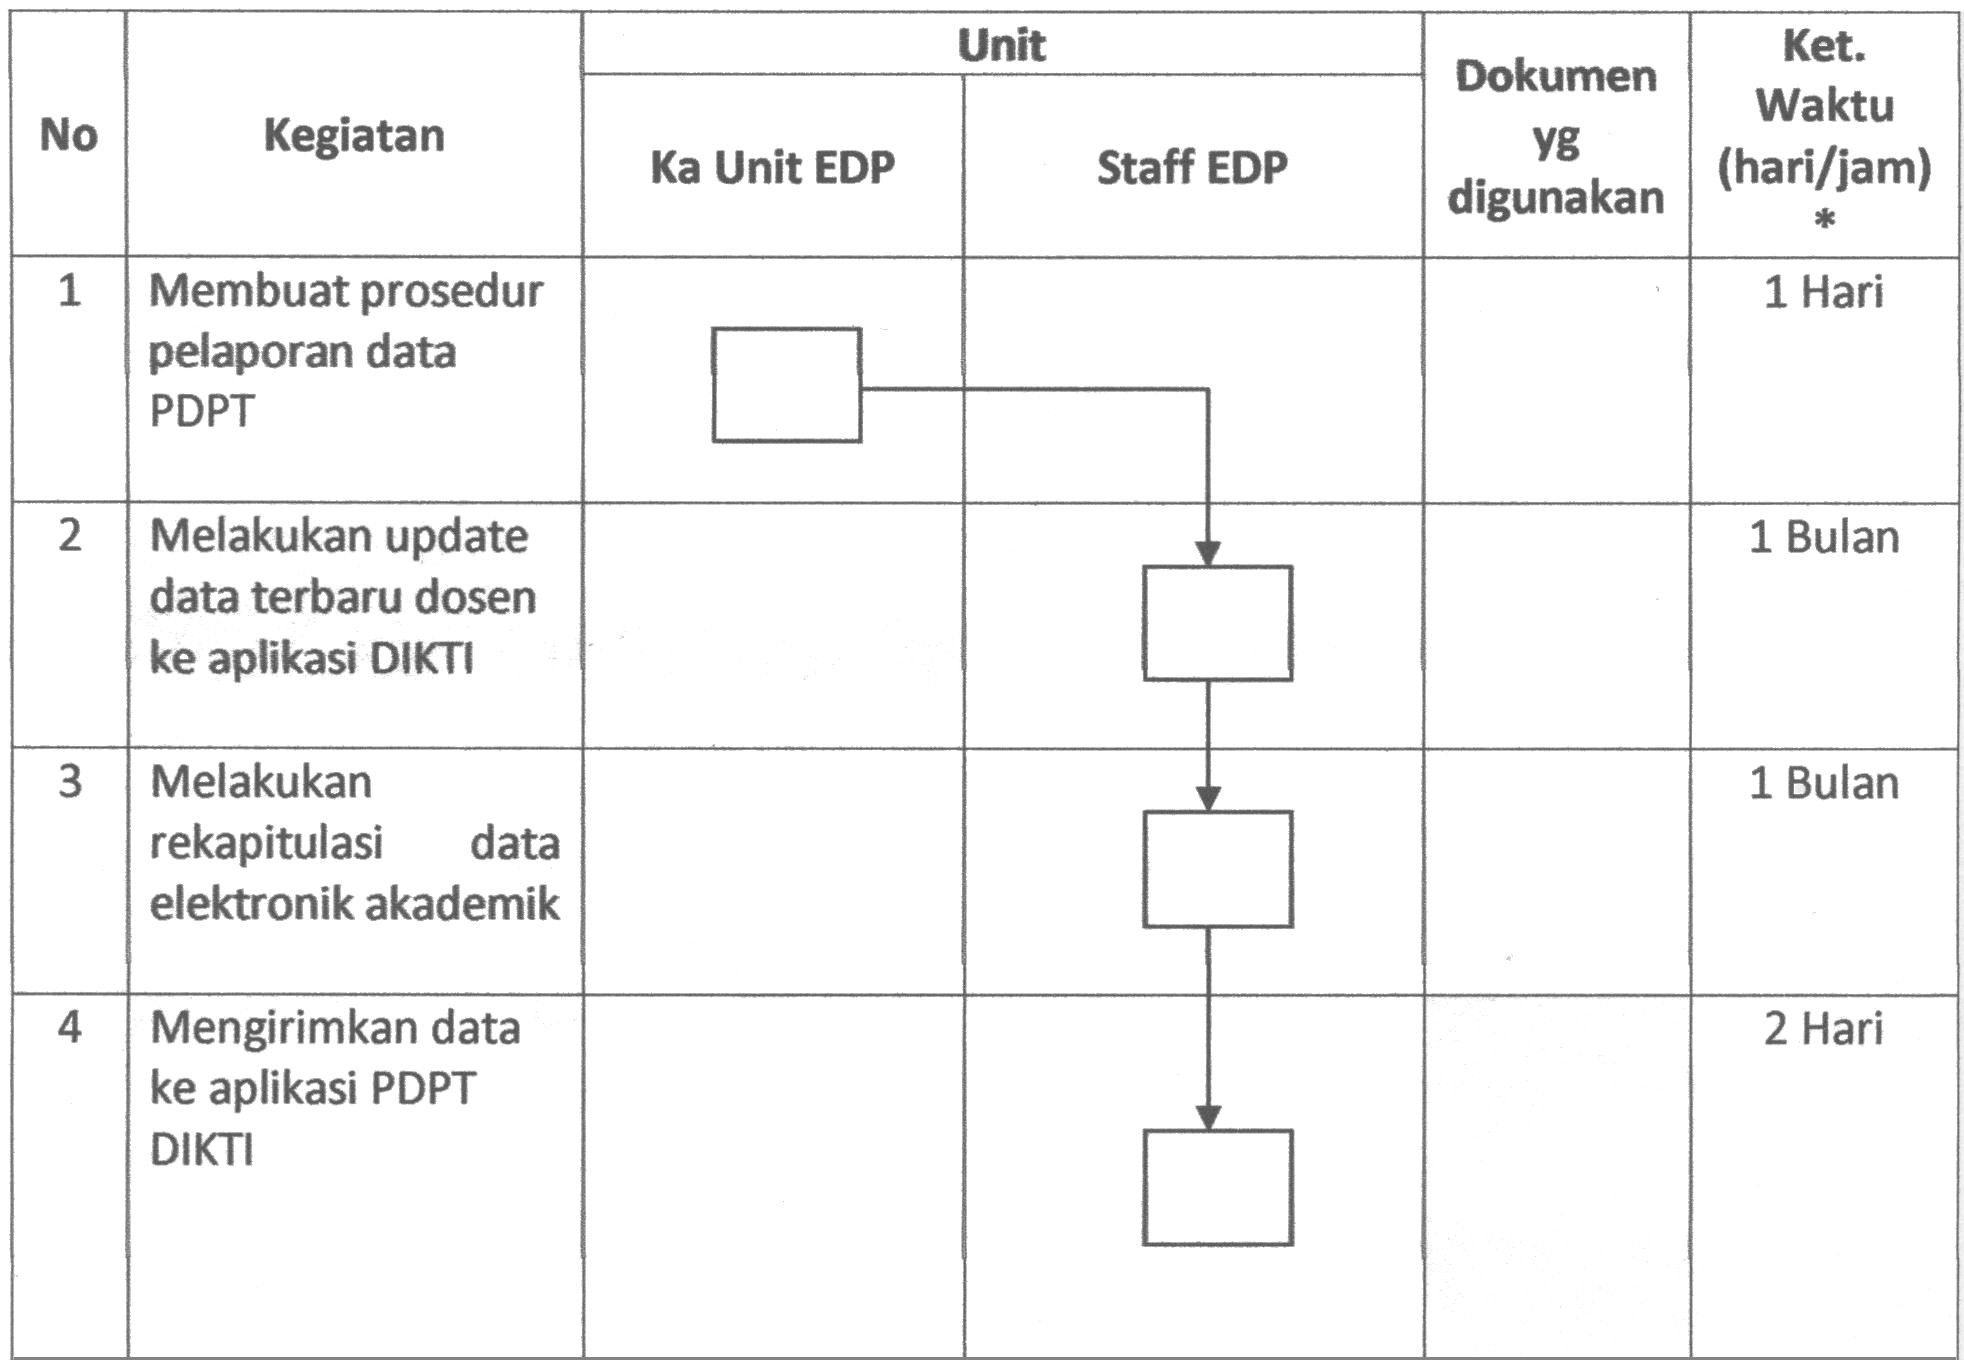 No
Kegiatan
Unit
Ka Unit EDP
Staff EDP
Dokumen
yg
digunakan
Ket.
Waktu
(hari/jam)
*
1
Membuat prosedur
pelaporan data
PDPT
1 Hari
2
Melakukan update
data terbaru dosen
ke aplikasi DIKTI
1 Bulan
3
Melakukan
rekapitulasi data
elektronik akademik
1 Bulan
4
Mengirimkan data
ke aplikasi PDPT
DIKTI
2 Hari